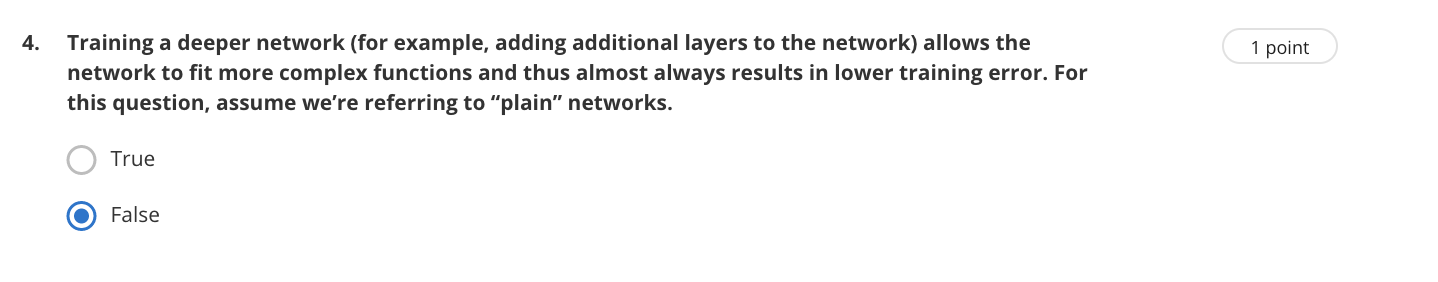 4. Training a deeper network (for example, adding additional layers to the network) allows the
network to fit more complex functions and thus almost always results in lower training error. For
this question, assume we’re referring to “plain” networks.
1 point
True
False